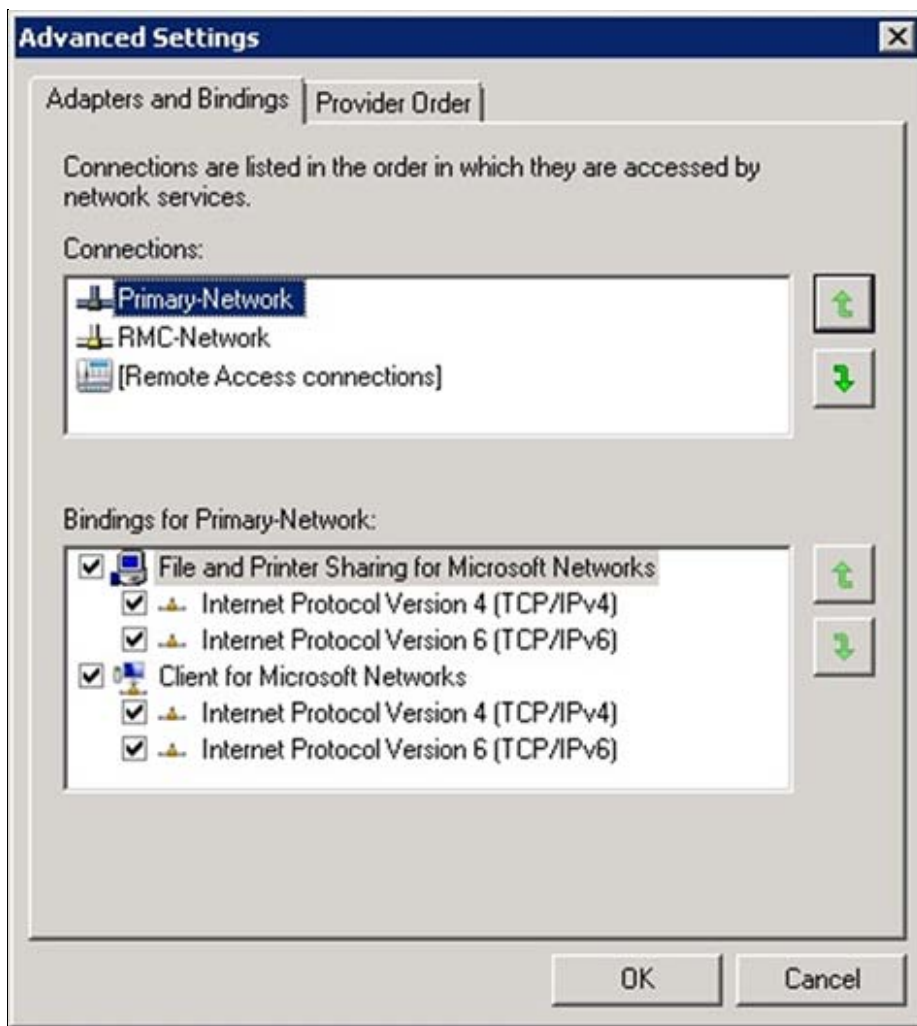 Advanced Settings
Adapters and Bindings
Provider Order
Connections are listed in the order in which they are accessed by
network services.
Connections:
Primary-Network
RMC-Network
[Remote Access connections]
Bindings for Primary-Network:
File and Printer Sharing for Microsoft Networks
Internet Protocol Version 4 (TCP/IPv4)
Internet Protocol Version 6 (TCP/IPv6)
Client for Microsoft Networks
Internet Protocol Version 4 (TCP/IPv4)
Internet Protocol Version 6 (TCP/IPv6)
OK
Cancel